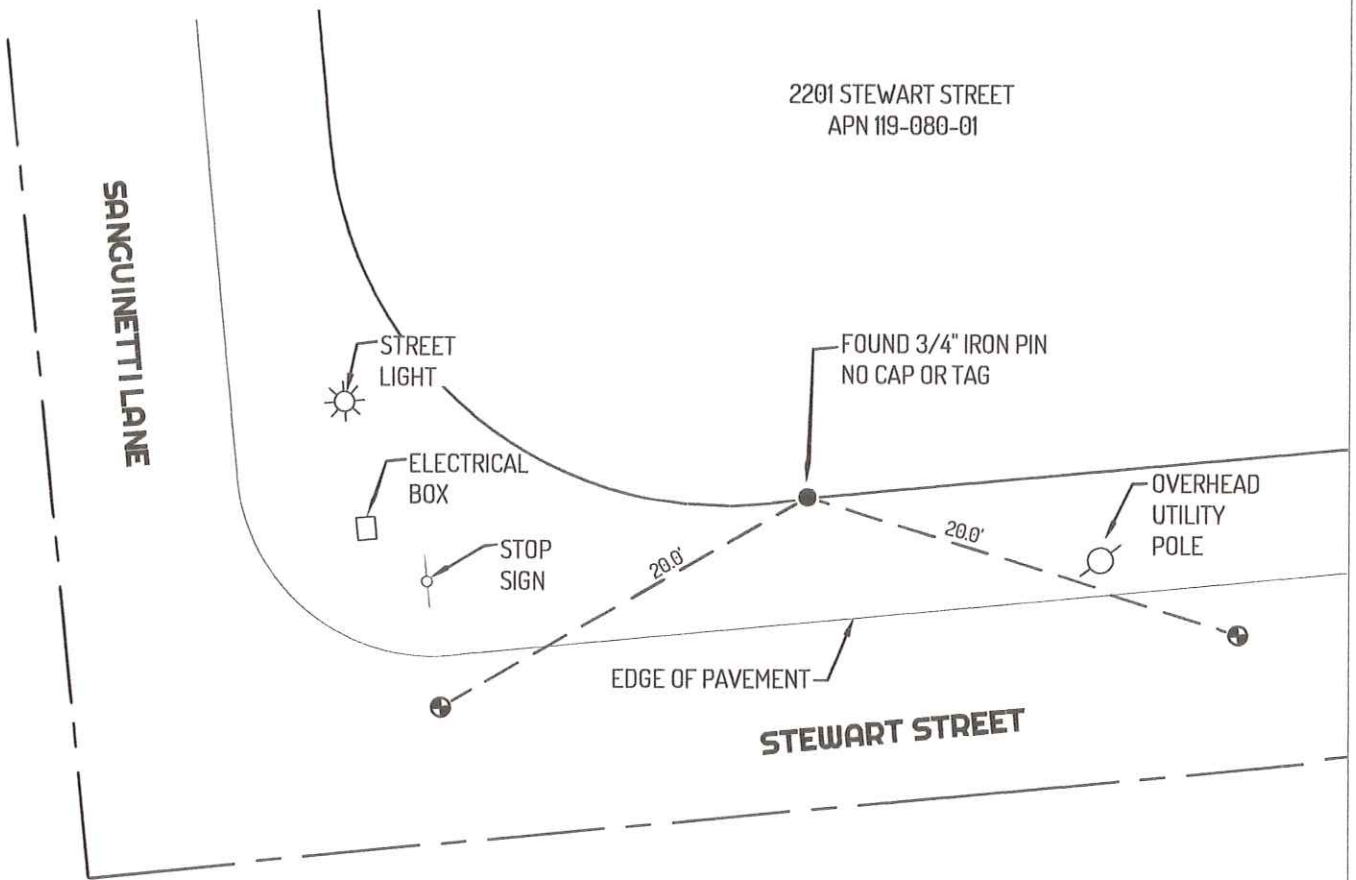 2201 STEWART STREET
APN 119-080-01
SANGUINETTI LANE
STREET
LIGHT
FOUND 3/4" IRON PIN
NO CAP OR TAG
ELECTRICAL
BOX
OVERHEAD
UTILITY
POLE
STOP
SIGN
20.0'
20.0'
EDGE OF PAVEMENT
STEWART STREET